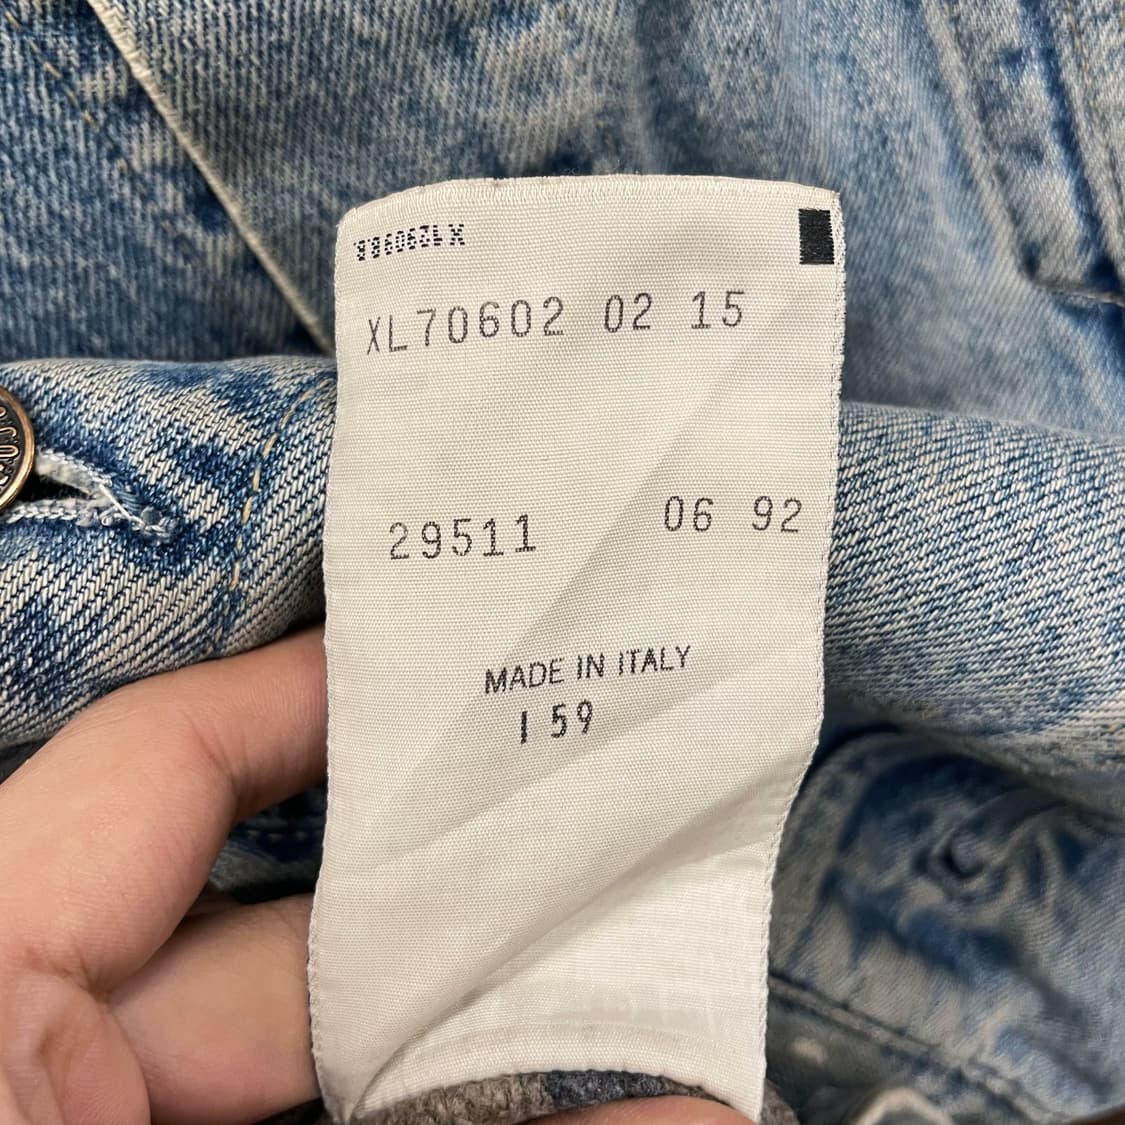 XL70602 02 15
29511 06 92
MADE IN ITALY
I 59